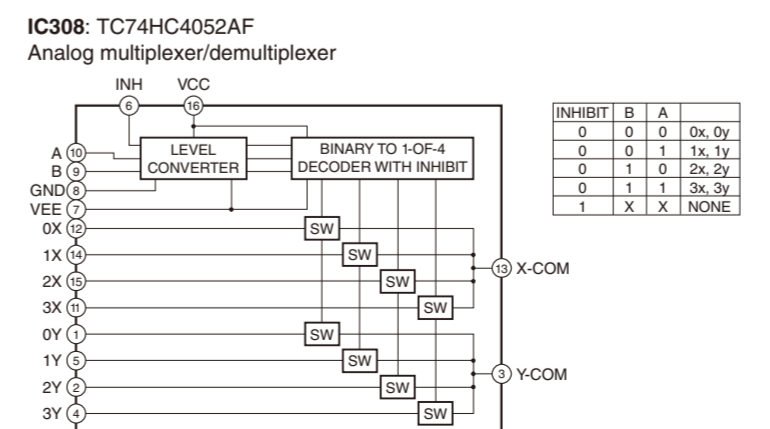 IC308: TC74HC4052AF
Analog multiplexer/demultiplexer
INH VCC
6 16
INHIBIT B A
0 0 0 0x, 0y
0 0 1 1x, 1y
0 1 0 2x, 2y
0 1 1 3x, 3y
1 X X NONE
LEVEL
CONVERTER
BINARY TO 1-OF-4
DECODER WITH INHIBIT
A 10
B 9
GND 8
VEE 7
0X 12 SW
1X 14 SW
13 X-COM
2X 15 SW
3X 11 SW
0Y 1 SW
1Y 5 SW
3 Y-COM
2Y 2 SW
3Y 4 SW